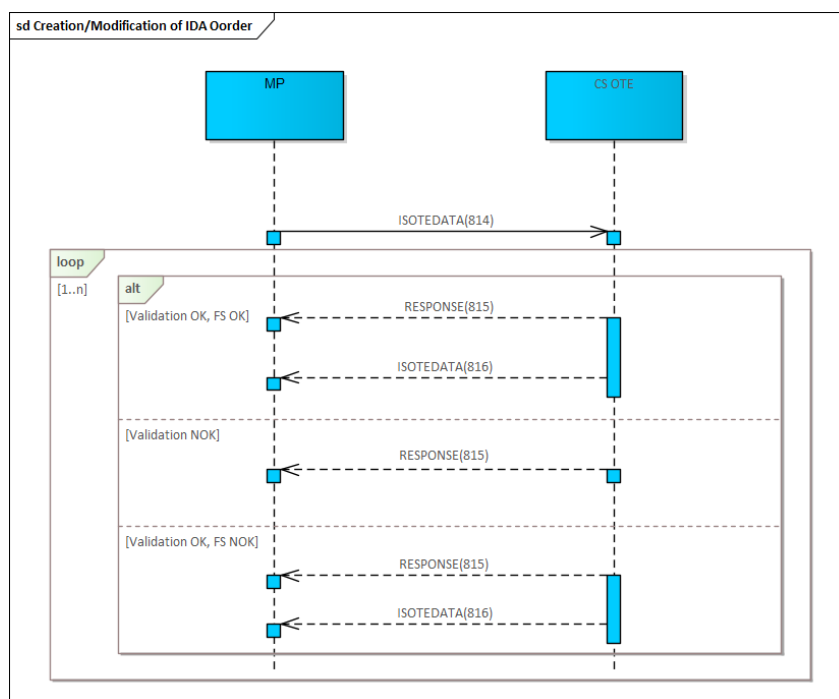 sd Creation/Modification of IDA Oorder
MP
CS OTE
ISOTEDATA(814)
loop
[1..n]
alt
[Validation OK, FS OK]
RESPONSE(815)
ISOTEDATA(816)
[Validation NOK]
RESPONSE(815)
[Validation OK, FS NOK]
RESPONSE(815)
ISOTEDATA(816)